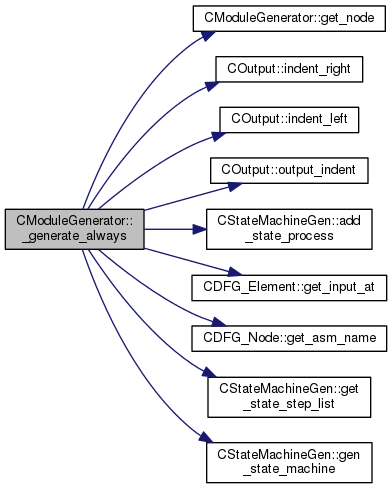 CModuleGenerator::get_node
COutput::indent_right
COutput::indent_left
COutput::output_indent
CModuleGenerator::
_generate_always
CStateMachineGen::add
_state_process
CDFG_Element::get_input_at
CDFG_Node::get_asm_name
CStateMachineGen::get
_state_step_list
CStateMachineGen::gen
_state_machine